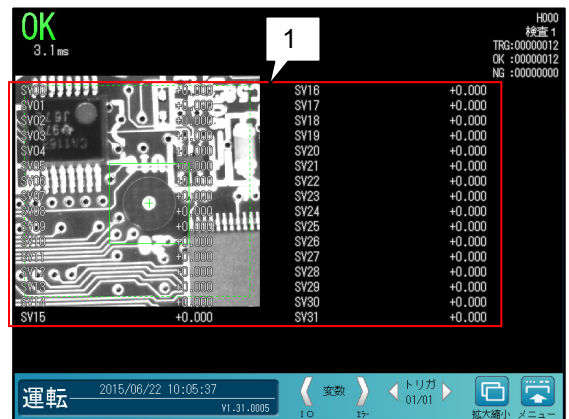 OK
3.1ms
1
H000
検査1
TRG:00000012
OK :00000012
NG :00000000
SV00 +0.000 SV16 +0.000
SV01 +0.000 SV17 +0.000
SV02 +0.000 SV18 +0.000
SV03 +0.000 SV19 +0.000
SV04 +0.000 SV20 +0.000
SV05 +0.000 SV21 +0.000
SV06 +0.000 SV22 +0.000
SV07 +0.000 SV23 +0.000
SV08 +0.000 SV24 +0.000
SV09 +0.000 SV25 +0.000
SV10 +0.000 SV26 +0.000
SV11 +0.000 SV27 +0.000
SV12 +0.000 SV28 +0.000
SV13 +0.000 SV29 +0.000
SV14 +0.000 SV30 +0.000
SV15 +0.000 SV31 +0.000
運転
2015/06/22 10:05:37
V1.31.0005
変数
IO エラー
トリガ
01/01
拡大縮小
メニュー